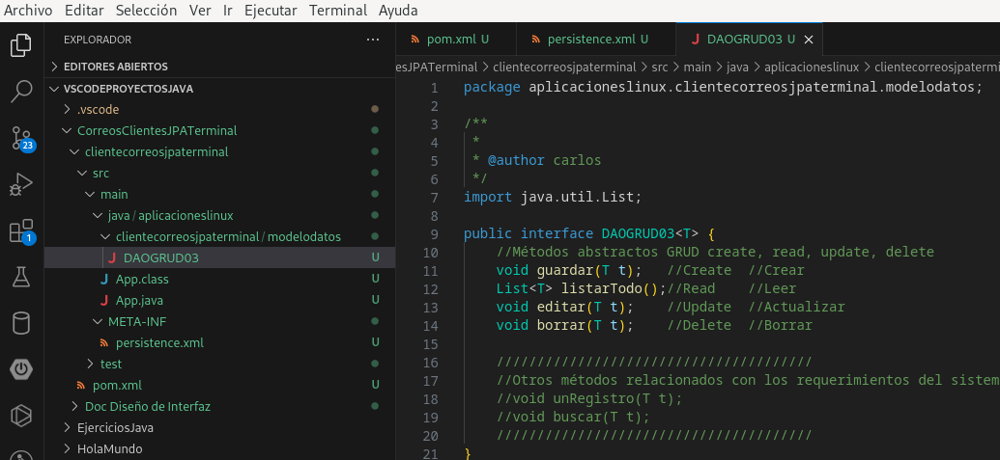 Archivo Editar Selección Ver Ir Ejecutar Terminal Ayuda
EXPLORADOR ...
EDITORES ABIERTOS
VSCODEPROYECTOSJAVA
.vscode
CorreosClientesJPATerminal
clientecorreosjpaterminal
src
main
java / aplicacioneslinux
clientecorreosjpaterminal / modelodatos
DAOGRUD03 U
App.class U
App.java U
META-INF
persistence.xml U
test
pom.xml U
Doc Diseño de Interfaz
EjerciciosJava
HolaMundo
23
1
pom.xml U persistence.xml U DAOGRUD03 U
esJPATerminal > clientecorreosjpaterminal > src > main > java > aplicacioneslinux > clientecorreosjpatermi
1 package aplicacioneslinux.clientecorreosjpaterminal.modelodatos;
2
3 /**
4 *
5 * @author carlos
6 */
7 import java.util.List;
8
9 public interface DAOGRUD03<T> {
10 //Métodos abstractos GRUD create, read, update, delete
11 void guardar(T t); //Create //Crear
12 List<T> listarTodo();//Read //Leer
13 void editar(T t); //Update //Actualizar
14 void borrar(T t); //Delete //Borrar
15
16 ///////////////////////////////////////
17 //Otros métodos relacionados con los requerimientos del sistem
18 //void unRegistro(T t);
19 //void buscar(T t);
20 ///////////////////////////////////////
21 }